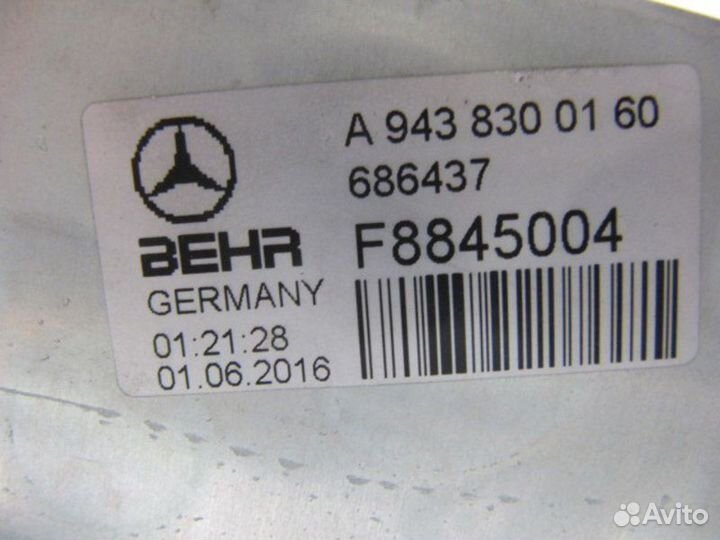 A 943 830 01 60
686437
BEHR
F8845004
GERMANY
01:21:28
01.06.2016
Avito